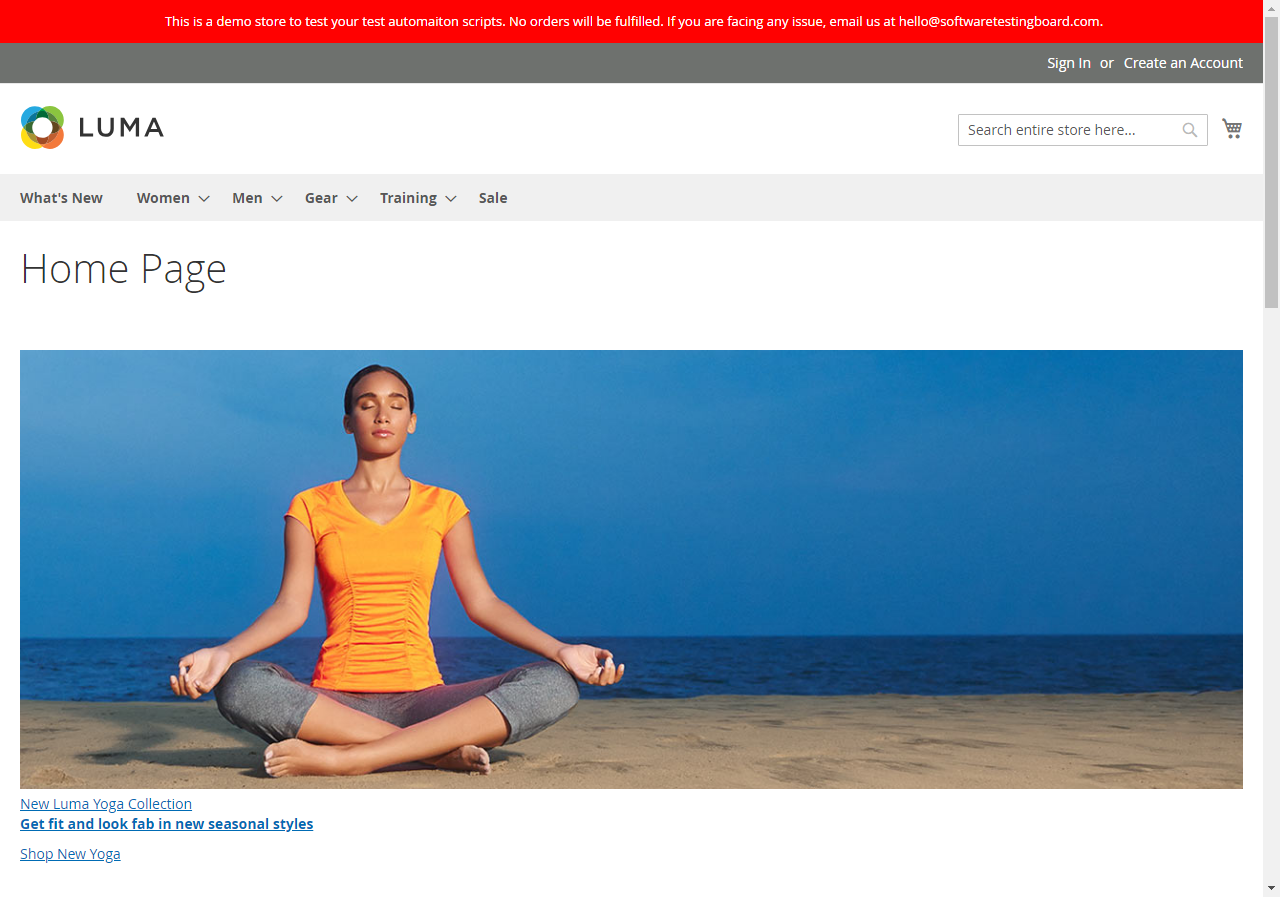 This is a demo store to test your test automaiton scripts. No orders will be fulfilled. If you are facing any issue, email us at hello@softwaretestingboard.com.
Sign In or Create an Account
LUMA
Search entire store here...
What's New Women Men Gear Training Sale
Home Page
New Luma Yoga Collection
Get fit and look fab in new seasonal styles
Shop New Yoga